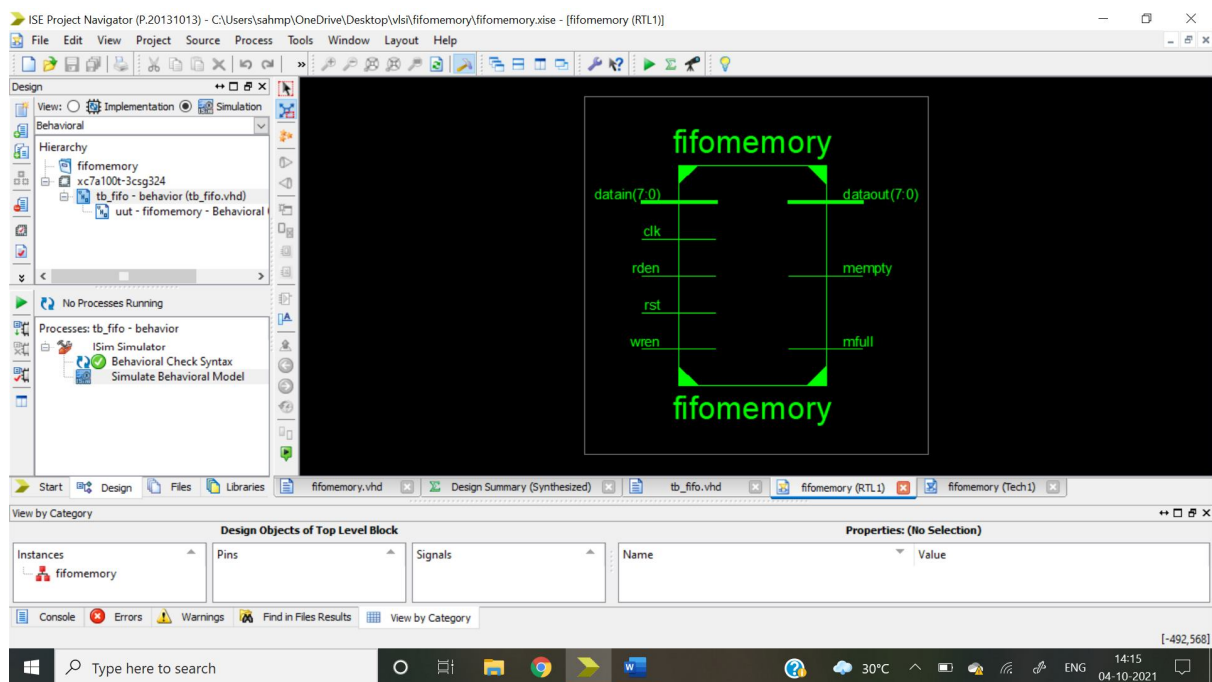 ISE Project Navigator (P.20131013) - C:\Users\sahmp\OneDrive\Desktop\vlsi\fifomemory\fifomemory.xise - [fifomemory (RTL1)]
File Edit View Project Source Process Tools Window Layout Help
Design
View: Implementation Simulation
Behavioral
Hierarchy
fifomemory
xc7a100t-3csg324
tb_fifo - behavior (tb_fifo.vhd)
uut - fifomemory - Behavioral
No Processes Running
Processes: tb_fifo - behavior
ISim Simulator
Behavioral Check Syntax
Simulate Behavioral Model
fifomemory
datain(7:0) dataout(7:0)
clk
rden mempty
rst
wren mfull
fifomemory
Start Design Files Libraries fifomemory.vhd Design Summary (Synthesized) tb_fifo.vhd fifomemory (RTL1) fifomemory (Tech1)
View by Category
Design Objects of Top Level Block Properties: (No Selection)
Instances Pins Signals Name Value
fifomemory
Console Errors Warnings Find in Files Results View by Category
[-492,568]
Type here to search 30°C ENG 14:15
04-10-2021